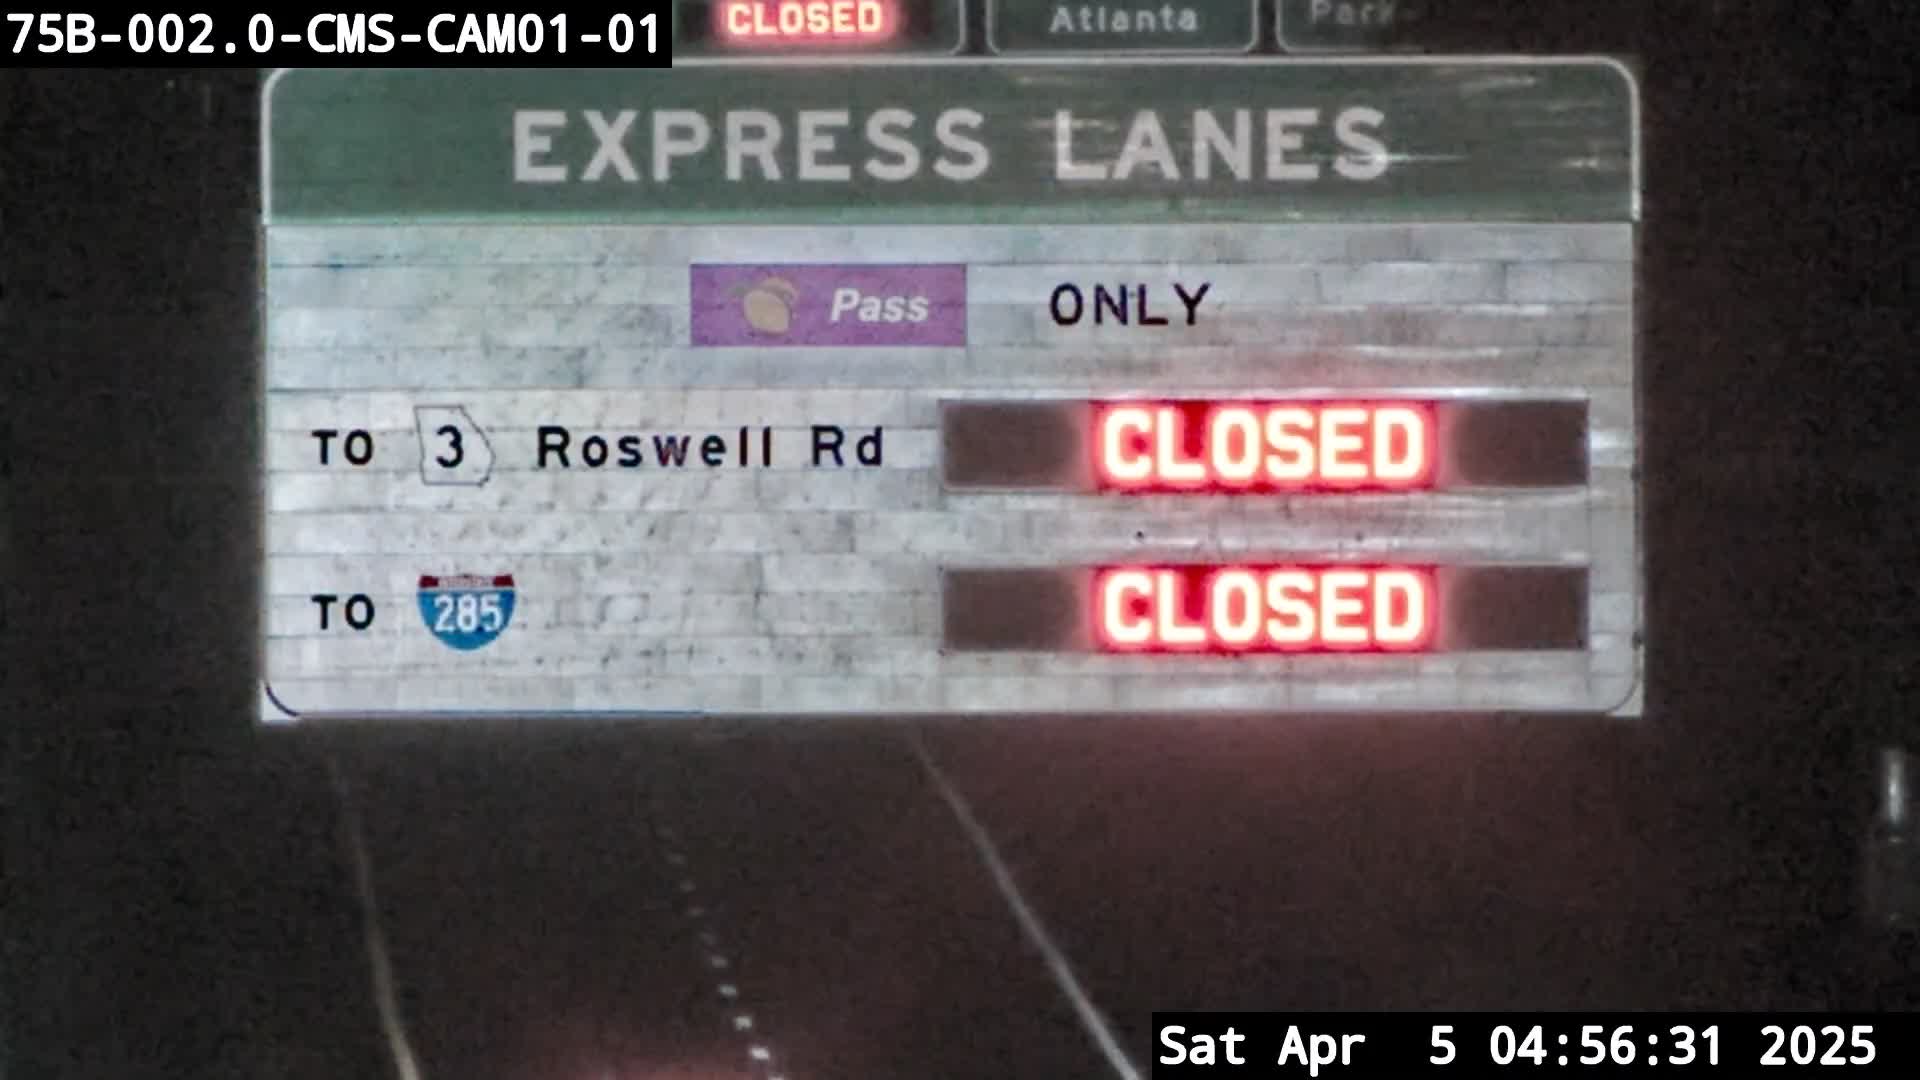 75B-002.0-CMS-CAM01-01
CLOSED
Atlanta
Park
EXPRESS LANES
Pass ONLY
TO 3 Roswell Rd CLOSED
TO 285 CLOSED
Sat Apr 5 04:56:31 2025